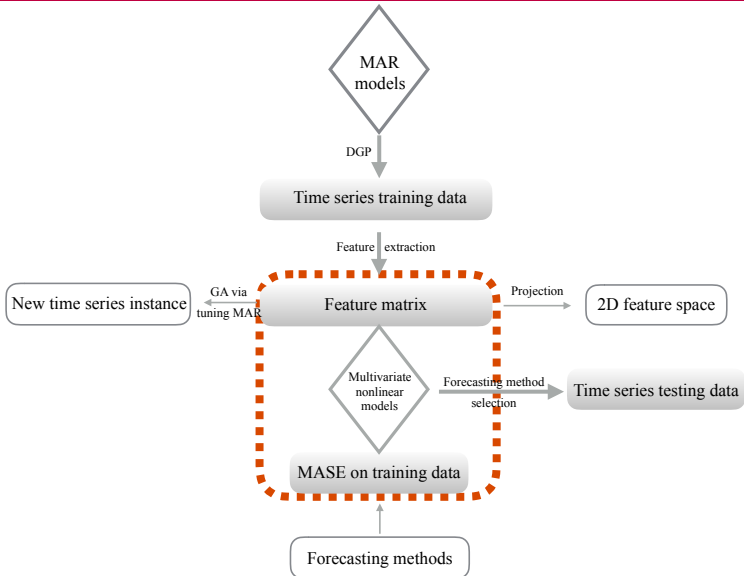 MAR
models
DGP
Time series training data
Feature extraction
GA via
tuning MAR
New time series instance
Feature matrix
Projection
2D feature space
Multivariate
nonlinear
models
Forecasting method
selection
Time series testing data
MASE on training data
Forecasting methods